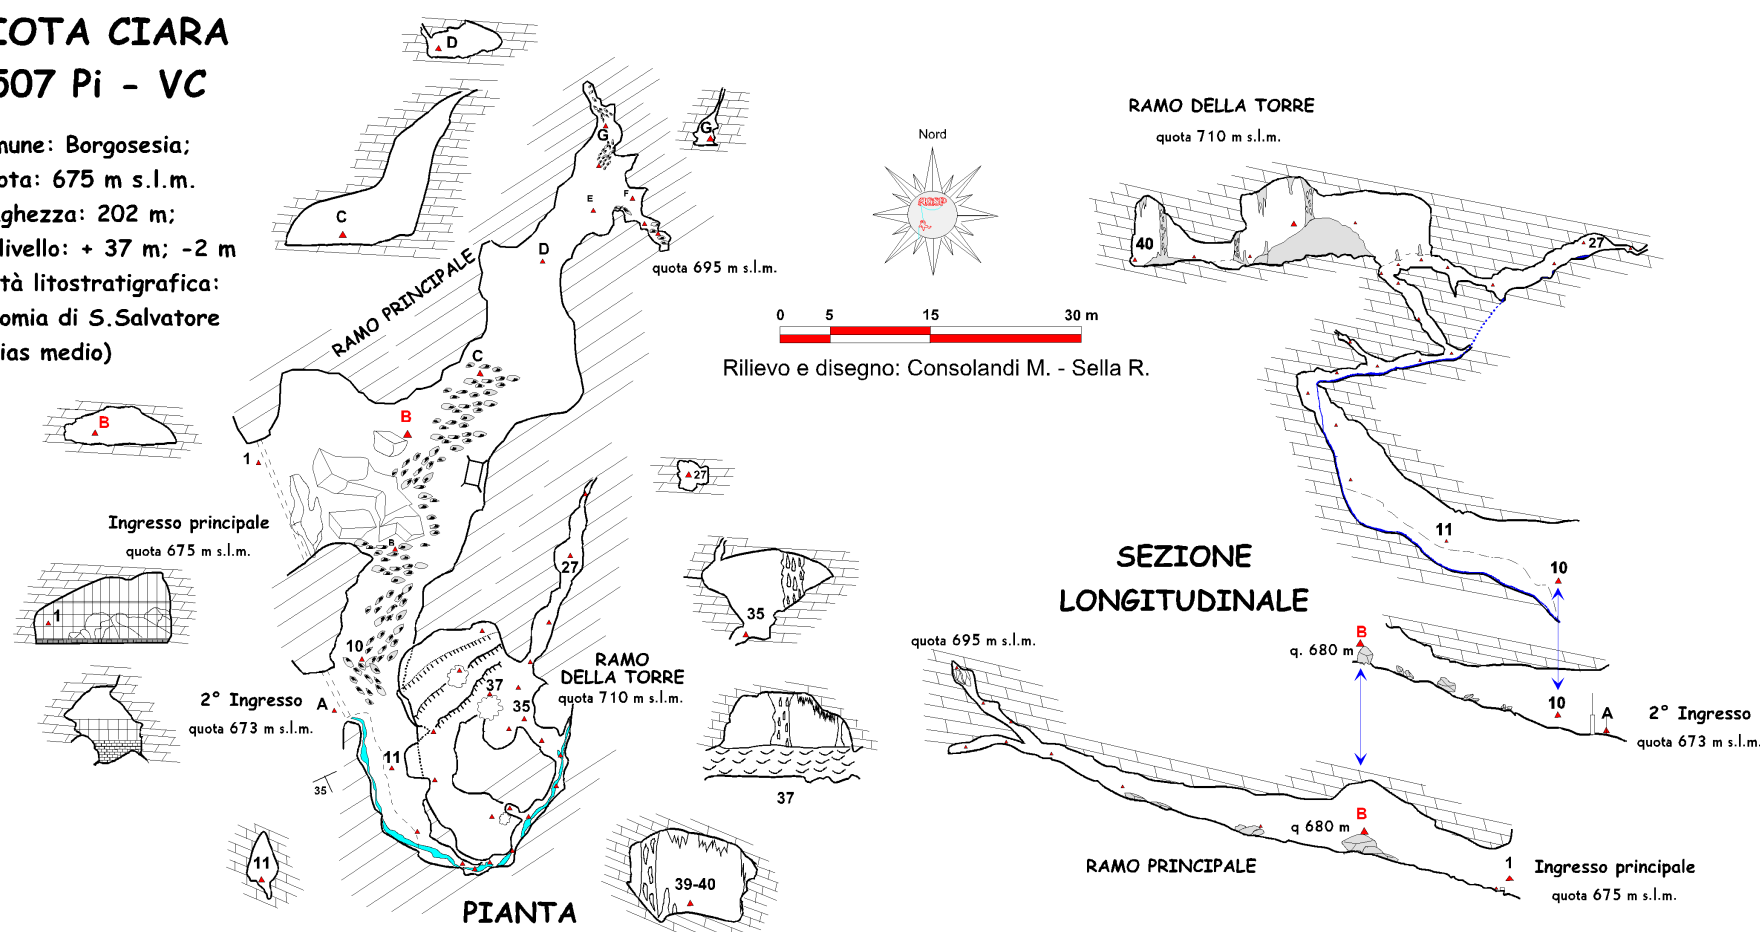 IOTA CIARA
507 Pi - VC
mune: Borgosesia;
ota: 675 m s.l.m.
ghezza: 202 m;
livello: + 37 m; -2 m
tà litostratigrafica:
omia di S.Salvatore
ias medio)
D
C
B
1
Ingresso principale
quota 675 m s.l.m.
1
2° Ingresso
quota 673 m s.l.m.
A
10
11
35
11
RAMO PRINCIPALE
G
E
F
D
C
B
B
G
quota 695 m s.l.m.
27
27
35
RAMO
DELLA TORRE
quota 710 m s.l.m.
37
35
37
39-40
PIANTA
Nord
0 5 15 30 m
Rilievo e disegno: Consolandi M. - Sella R.
RAMO DELLA TORRE
quota 710 m s.l.m.
40
27
11
10
SEZIONE
LONGITUDINALE
quota 695 m s.l.m.
B
q. 680 m
10
A
2° Ingresso
quota 673 m s.l.m.
B
q 680 m
RAMO PRINCIPALE
1
Ingresso principale
quota 675 m s.l.m.